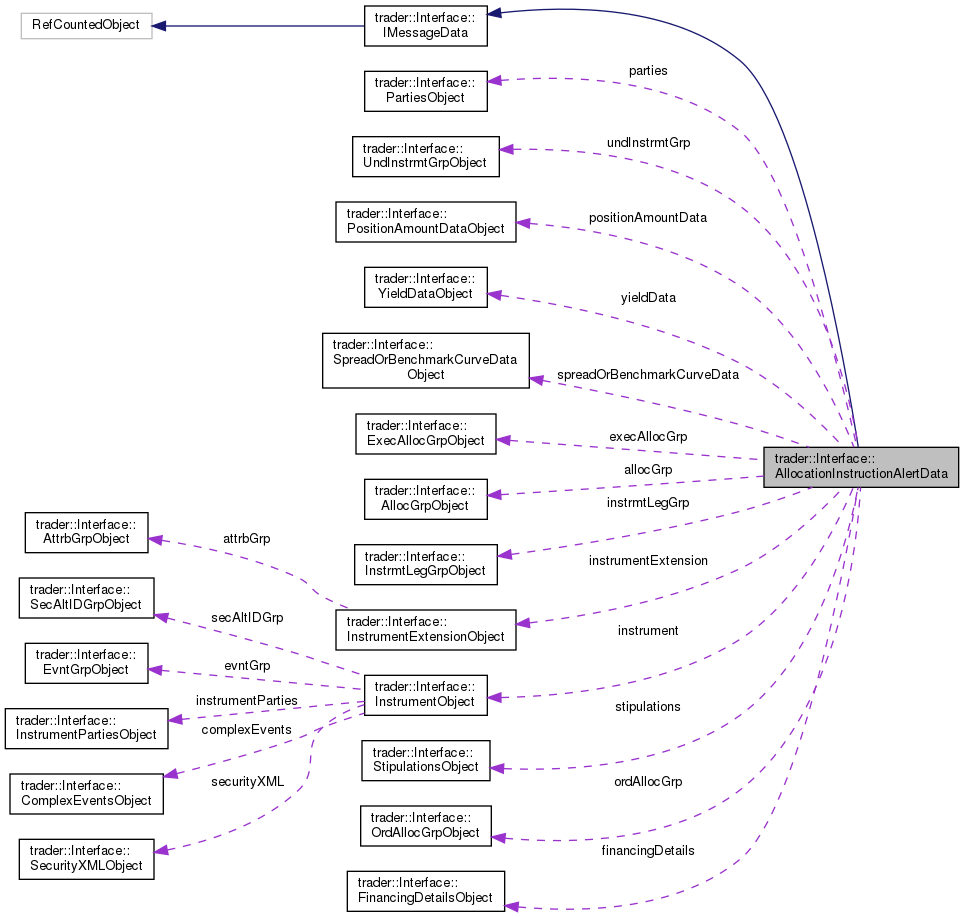 RefCountedObject
trader::Interface::
IMessageData
parties
trader::Interface::
PartiesObject
undInstrmtGrp
trader::Interface::
UndInstrmtGrpObject
positionAmountData
trader::Interface::
PositionAmountDataObject
yieldData
trader::Interface::
YieldDataObject
spreadOrBenchmarkCurveData
trader::Interface::
SpreadOrBenchmarkCurveData
Object
execAllocGrp
trader::Interface::
ExecAllocGrpObject
trader::Interface::
AllocationInstructionAlertData
allocGrp
trader::Interface::
AllocGrpObject
instrmtLegGrp
trader::Interface::
InstrmtLegGrpObject
instrumentExtension
trader::Interface::
InstrumentExtensionObject
attrbGrp
trader::Interface::
AttrbGrpObject
secAltIDGrp
trader::Interface::
SecAltIDGrpObject
instrument
trader::Interface::
InstrumentObject
evntGrp
trader::Interface::
EvntGrpObject
instrumentParties
trader::Interface::
InstrumentPartiesObject
complexEvents
trader::Interface::
ComplexEventsObject
securityXML
trader::Interface::
SecurityXMLObject
stipulations
trader::Interface::
StipulationsObject
ordAllocGrp
trader::Interface::
OrdAllocGrpObject
financingDetails
trader::Interface::
FinancingDetailsObject